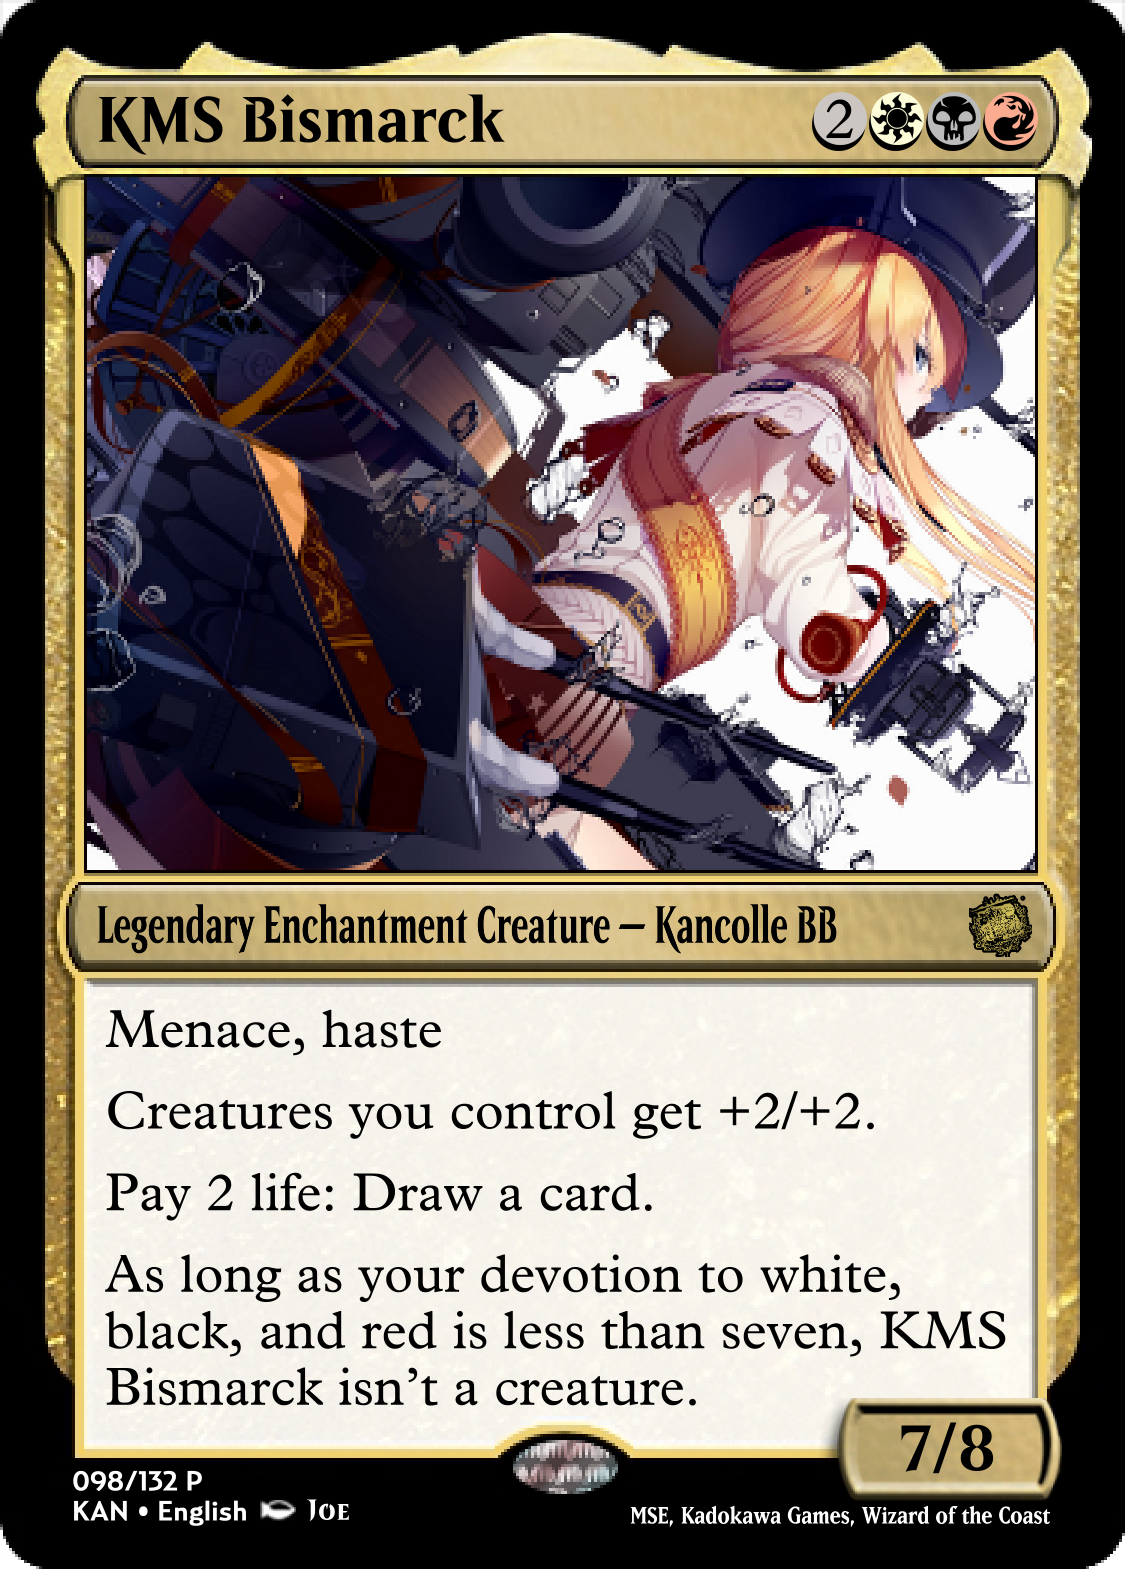 KMS Bismarck 2
Legendary Enchantment Creature — Kancolle BB
Menace, haste
Creatures you control get +2/+2.
Pay 2 life: Draw a card.
As long as your devotion to white,
black, and red is less than seven, KMS
Bismarck isn't a creature.
7/8
098/132 P
KAN • English JOE
MSE, Kadokawa Games, Wizard of the Coast